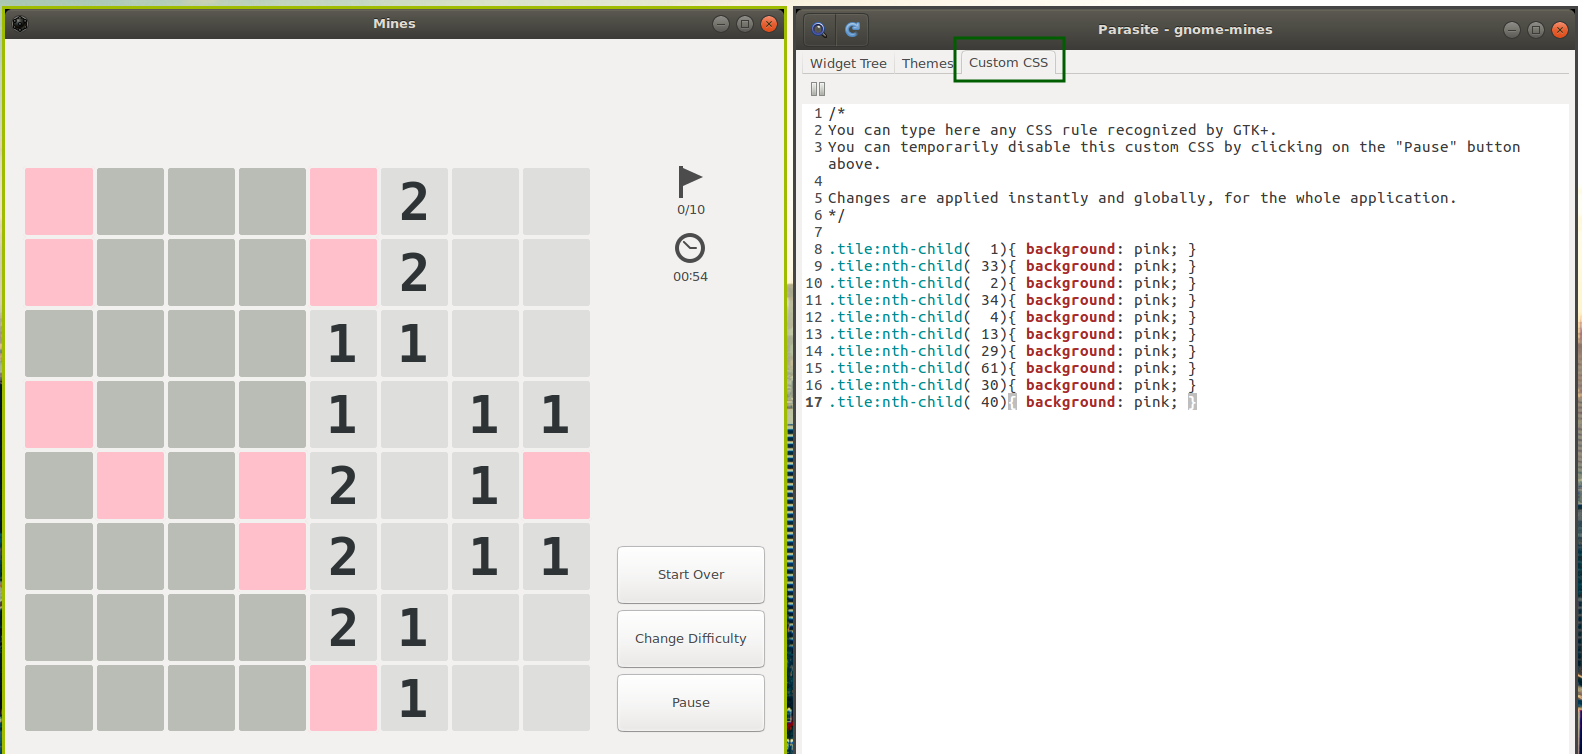 Mines
2
2
1 1
1 1 1
2 1
2 1 1
2 1
1
0/10
00:54
Start Over
Change Difficulty
Pause
Parasite - gnome-mines
Widget Tree Themes Custom CSS
1 /*
2 You can type here any CSS rule recognized by GTK+.
3 You can temporarily disable this custom CSS by clicking on the "Pause" button
above.
4
5 Changes are applied instantly and globally, for the whole application.
6 */
7
8 .tile:nth-child(  1){ background: pink; }
9 .tile:nth-child( 33){ background: pink; }
10 .tile:nth-child(  2){ background: pink; }
11 .tile:nth-child( 34){ background: pink; }
12 .tile:nth-child(  4){ background: pink; }
13 .tile:nth-child( 13){ background: pink; }
14 .tile:nth-child( 29){ background: pink; }
15 .tile:nth-child( 61){ background: pink; }
16 .tile:nth-child( 30){ background: pink; }
17 .tile:nth-child( 40){ background: pink; }